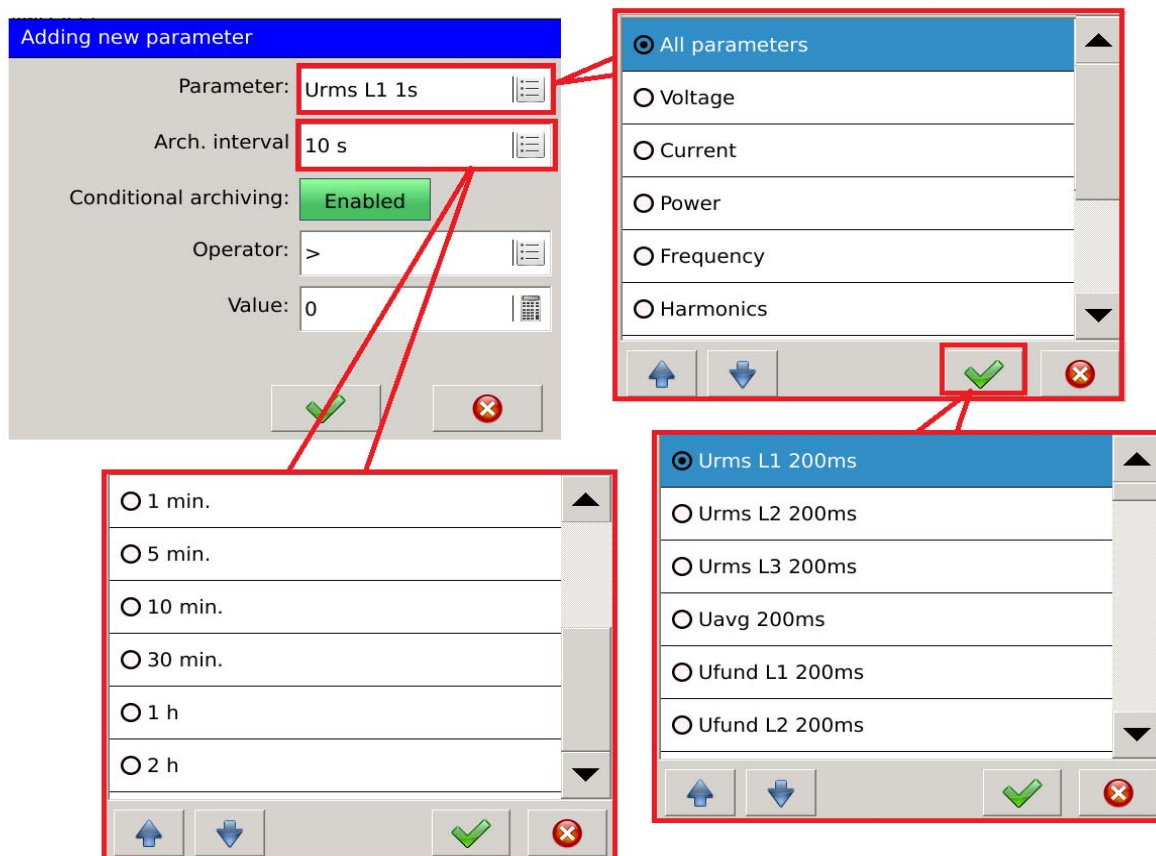 Adding new parameter
Parameter: Urms L1 1s
Arch. interval 10 s
Conditional archiving: Enabled
Operator: >
Value: 0
All parameters
Voltage
Current
Power
Frequency
Harmonics
1 min.
5 min.
10 min.
30 min.
1 h
2 h
Urms L1 200ms
Urms L2 200ms
Urms L3 200ms
Uavg 200ms
Ufund L1 200ms
Ufund L2 200ms